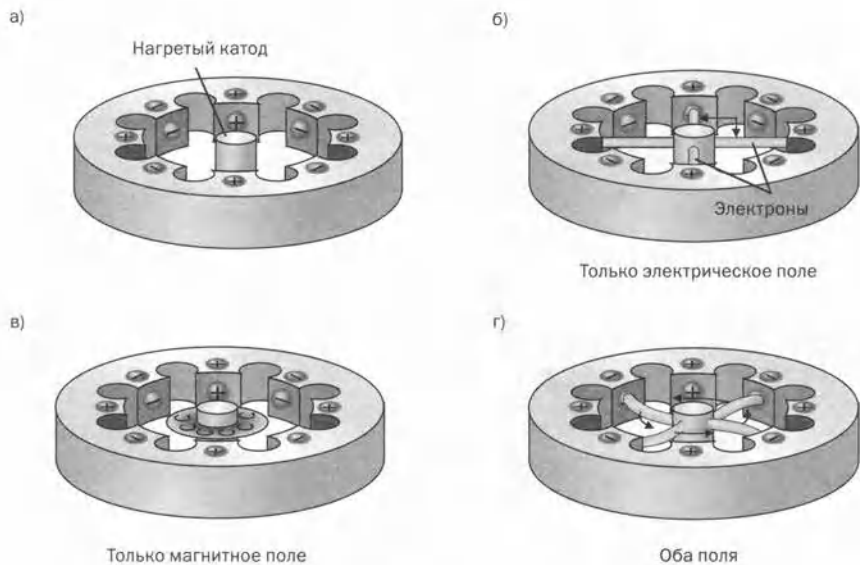 а)
Нагретый катод
б)
Электроны
Только электрическое поле
в)
Только магнитное поле
г)
Оба поля